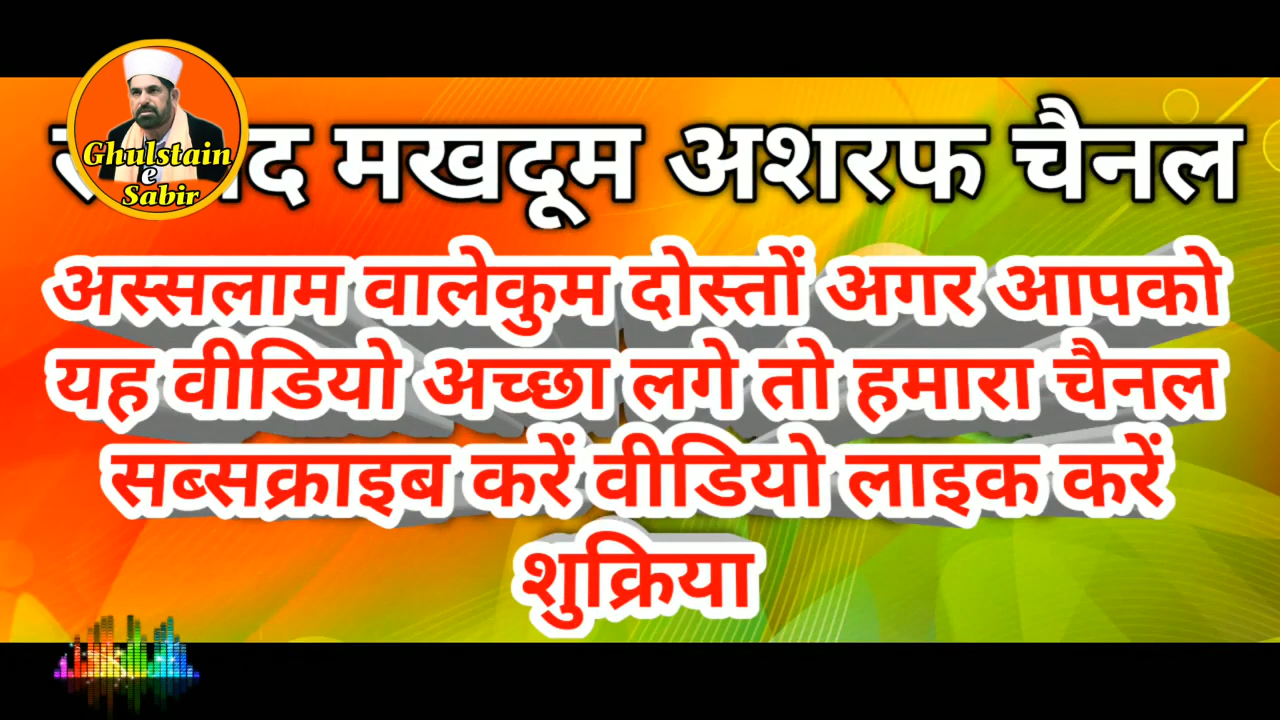 Ghulstain
e
Sabir
मखदूम अशरफ चैनल
अस्सलाम वालेकुम दोस्तों अगर आपको
यह वीडियो अच्छा लगे तो हमारा चैनल
सब्सक्राइब करें वीडियो लाइक करें
शुक्रिया